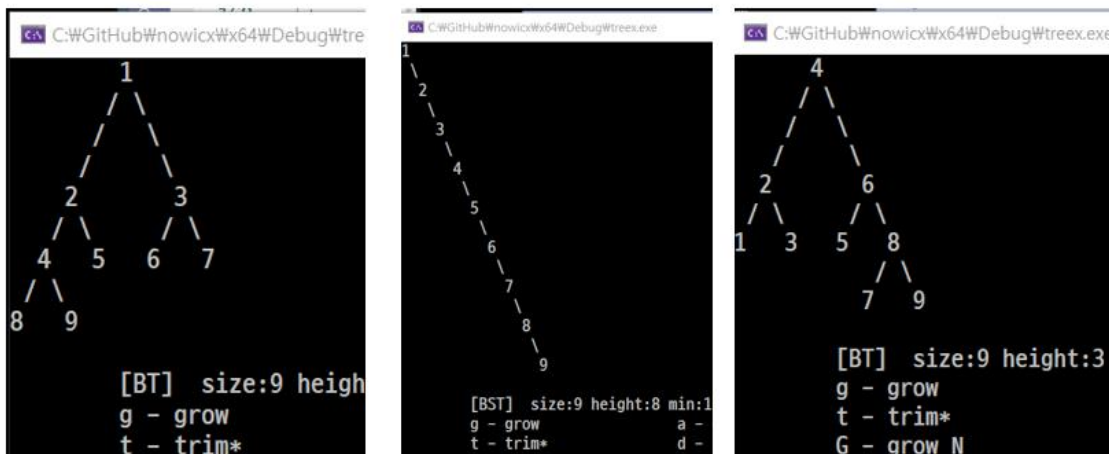 C:₩GitHub₩nowicx₩x64₩Debug₩tre
1
2 3
4 5 6 7
8 9
[BT] size:9 heigh
g - grow
t - trim*
C:₩GitHub₩nowicx₩x64₩Debug₩treex.exe
1
2
3
4
5
6
7
8
9
[BST] size:9 height:8 min:1
g - grow a -
t - trim* d -
C:₩GitHub₩nowicx₩x64₩Debug₩treex.exe
4
2 6
1 3 5 8
7 9
[BT] size:9 height:3
g - grow
t - trim*
G - grow N